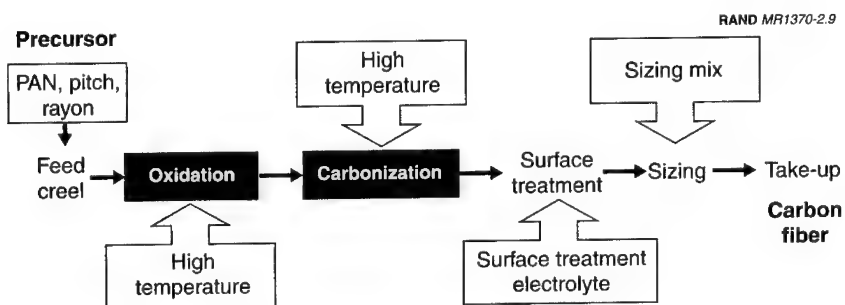 RAND MR1370-2.9
Precursor
PAN, pitch,
rayon
High
temperature
Sizing mix
Feed
creel
Oxidation
Carbonization
Surface
treatment
Sizing
Take-up
Carbon
fiber
High
temperature
Surface treatment
electrolyte